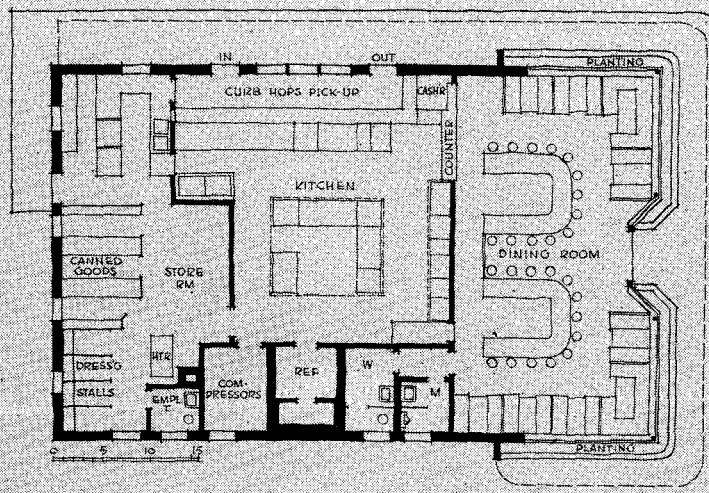 IN
OUT
PLANTING
CURB HOPS PICK-UP
CASHR
COUNTER
KITCHEN
DINING ROOM
CANNED
GOODS
STORE
RM
DRESS'G
STALLS
HTR
EMPL
T.
COM-
PRESSORS
REF
W
M
PLANTING
0 5 10 15